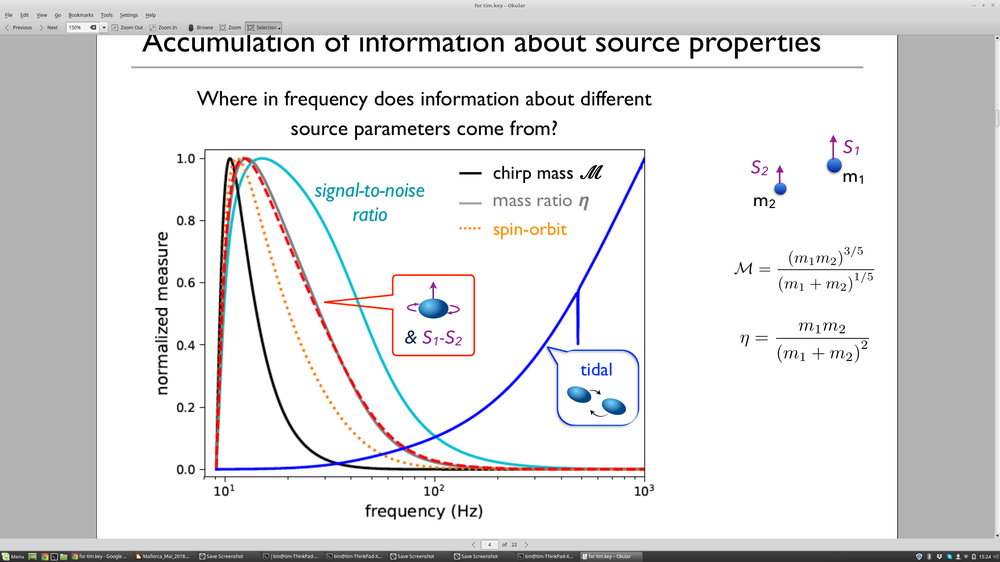 for tim.key – Okular
File Edit View Go Bookmarks Tools Settings Help
Previous Next 150% Zoom Out Zoom In Browse Zoom Selection
Accumulation of information about source properties
Where in frequency does information about different
source parameters come from?
1.0
0.8
0.6
0.4
0.2
0.0
normalized measure
10¹ 10² 10³
frequency (Hz)
signal-to-noise
ratio
chirp mass ℳ
mass ratio η
spin-orbit
& S₁-S₂
tidal
S₁
m₁
S₂
m₂
ℳ = (m₁m₂)^{3/5} / (m₁ + m₂)^{1/5}
η = m₁m₂ / (m₁ + m₂)²
4 of 22
Menu for tim.key - Google ... Mallorca_Mai_2018.... Save Screenshot |tim@tim-ThinkPad-... tim@tim-ThinkPad-X... Save Screenshot Save Screenshot tim@tim-ThinkPad-X... for tim.key – Okular 15:24